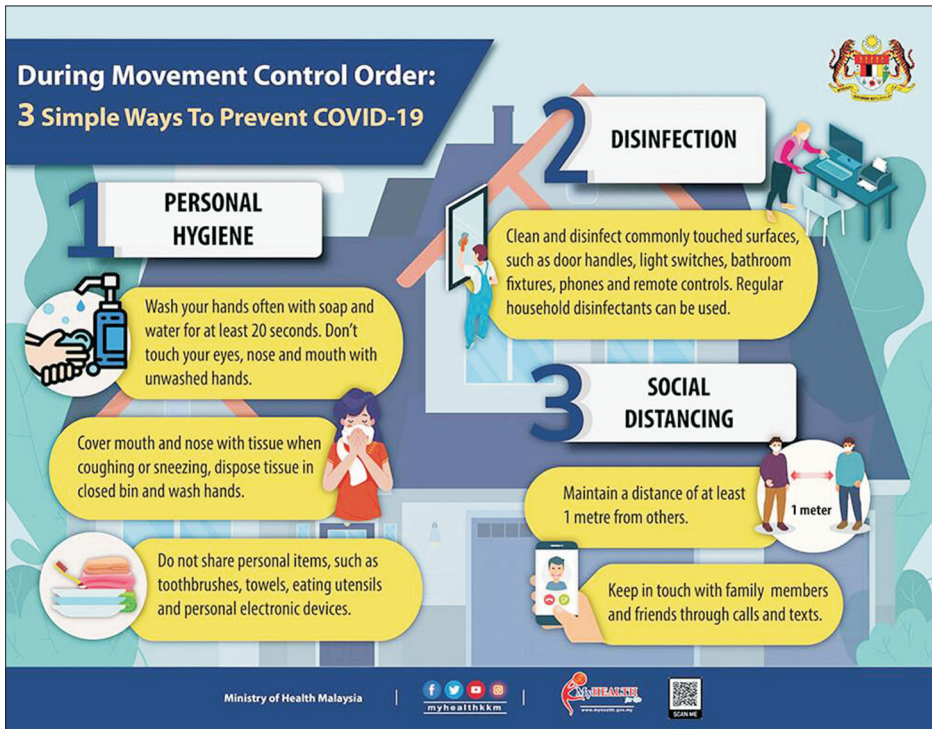 During Movement Control Order:
3 Simple Ways To Prevent COVID-19
1
PERSONAL
HYGIENE
Wash your hands often with soap and
water for at least 20 seconds. Don't
touch your eyes, nose and mouth with
unwashed hands.
Cover mouth and nose with tissue when
coughing or sneezing, dispose tissue in
closed bin and wash hands.
Do not share personal items, such as
toothbrushes, towels, eating utensils
and personal electronic devices.
2
DISINFECTION
Clean and disinfect commonly touched surfaces,
such as door handles, light switches, bathroom
fixtures, phones and remote controls. Regular
household disinfectants can be used.
3
SOCIAL
DISTANCING
Maintain a distance of at least
1 metre from others.
1 meter
Keep in touch with family members
and friends through calls and texts.
Ministry of Health Malaysia
myhealthkkm
MyHEALTH
www.myhealth.gov.my
SCAN ME